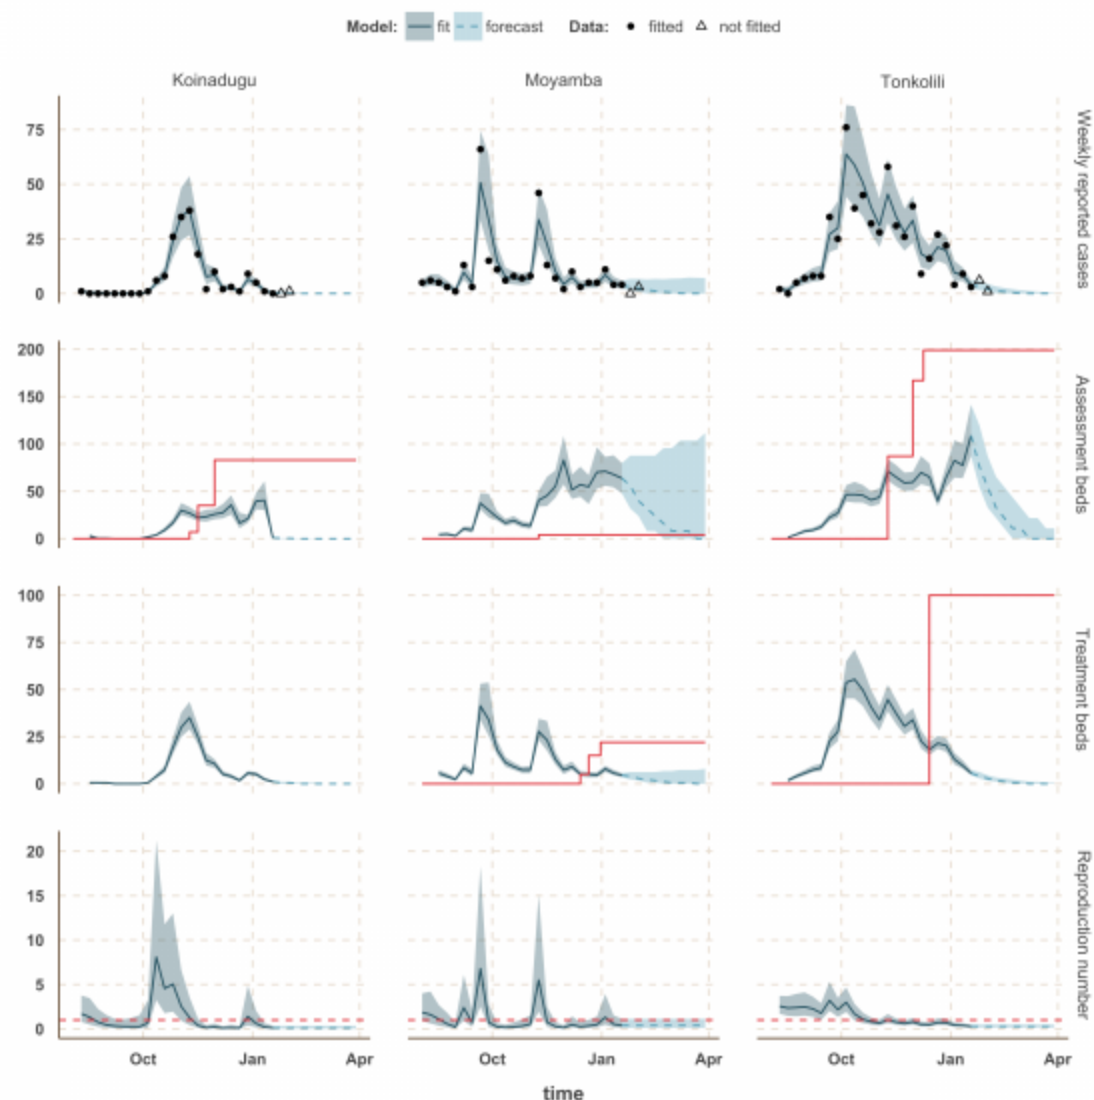 Model: fit forecast Data: fitted not fitted
Koinadugu Moyamba Tonkolili
75
50
25
0
Weekly reported cases
200
150
100
50
0
Assessment beds
100
75
50
25
0
Treatment beds
20
15
10
5
0
Reproduction number
Oct Jan Apr Oct Jan Apr Oct Jan Apr
time